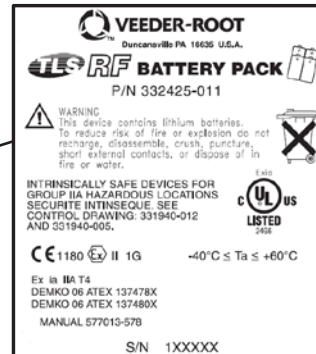 VEEDER-ROOT
TM
Duncansville PA 16635 U.S.A.
TLS RF BATTERY PACK
P/N 332425-011
WARNING
This device contains lithium batteries.
To reduce risk of fire or explosion do not
recharge, disassemble, crush, puncture,
short external contacts, or dispose of in
fire or water.
INTRINSICALLY SAFE DEVICES FOR
GROUP IIA HAZARDOUS LOCATIONS
SECURITE INTINSEQUE. SEE
CONTROL DRAWING: 331940-012
AND 331940-005.
Exia
C UL US
LISTED
24G6
CE 1180 Ex II 1G
-40°C ≤ Ta ≤ +60°C
Ex ia IIA T4
DEMKO 06 ATEX 137478X
DEMKO 06 ATEX 137480X
MANUAL 577013-578
S/N 1XXXXX